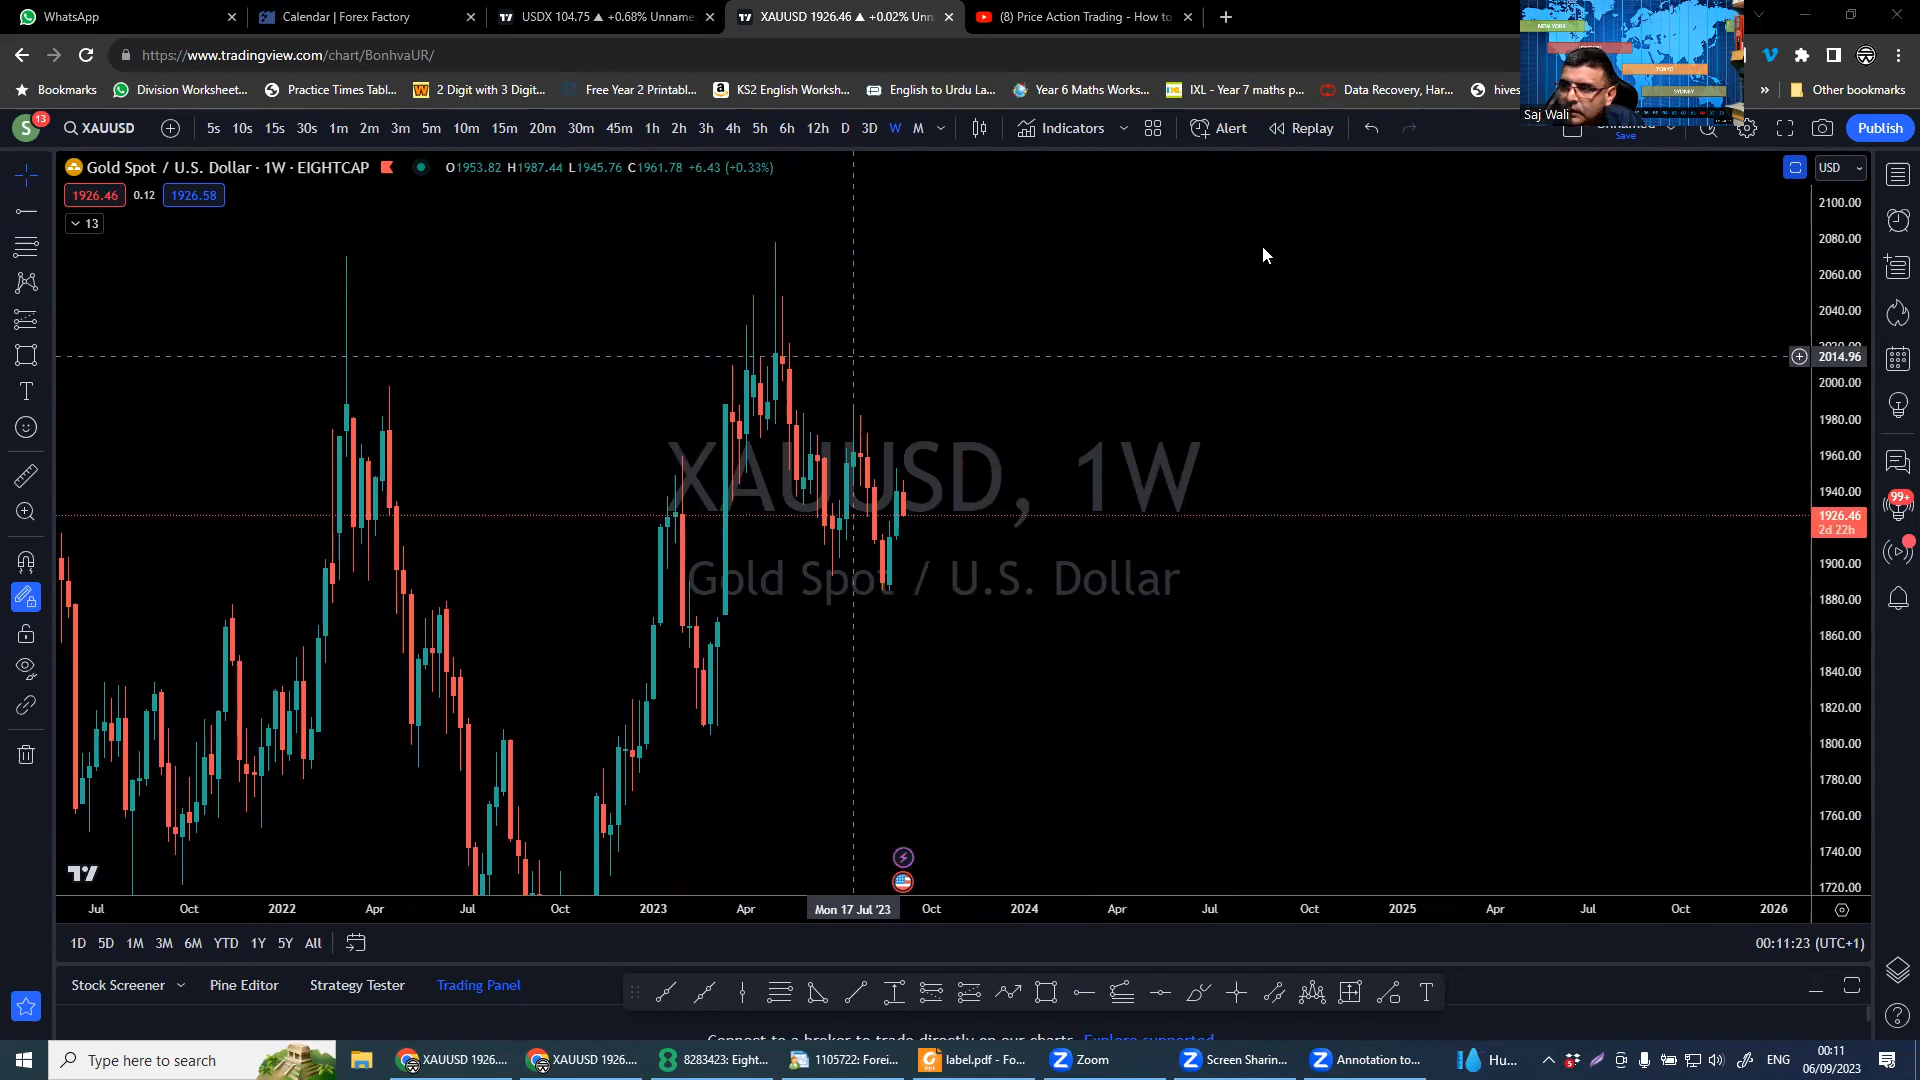 WhatsApp
Calendar | Forex Factory
USDX 104.75 ▲ +0.68% Unname
XAUUSD 1926.46 ▲ +0.02% Unn
(8) Price Action Trading - How to
https://www.tradingview.com/chart/BonhvaUR/
Bookmarks
Division Worksheet...
Practice Times Tabl...
2 Digit with 3 Digit...
Free Year 2 Printabl...
KS2 English Worksh...
English to Urdu La...
Year 6 Maths Works...
IXL - Year 7 maths p...
Data Recovery, Har...
hives
Other bookmarks
NEW YORK
TOKYO
SYDNEY
Saj Wali
S 13
XAUUSD
5s 10s 15s 30s 1m 2m 3m 5m 10m 15m 20m 30m 45m 1h 2h 3h 4h 5h 6h 12h D 3D W M
Indicators
Alert
Replay
Save
Publish
Gold Spot / U.S. Dollar · 1W · EIGHTCAP
O1953.82 H1987.44 L1945.76 C1961.78 +6.43 (+0.33%)
USD
1926.46 0.12 1926.58
13
2100.00
2080.00
2060.00
2040.00
2014.96
2000.00
1980.00
1960.00
1940.00
1926.46
2d 22h
1900.00
1880.00
1860.00
1840.00
1820.00
1800.00
1780.00
1760.00
1740.00
1720.00
XAUUSD, 1W
Gold Spot / U.S. Dollar
99+
Jul Oct 2022 Apr Jul Oct 2023 Apr Mon 17 Jul '23 Oct 2024 Apr Jul Oct 2025 Apr Jul Oct 2026
1D 5D 1M 3M 6M YTD 1Y 5Y All
00:11:23 (UTC+1)
Stock Screener
Pine Editor
Strategy Tester
Trading Panel
Type here to search
XAUUSD 1926....
XAUUSD 1926....
8283423: Eight...
1105722: Forei...
label.pdf - Fo...
Zoom
Screen Sharin...
Annotation to...
Hu...
ENG
00:11
06/09/2023